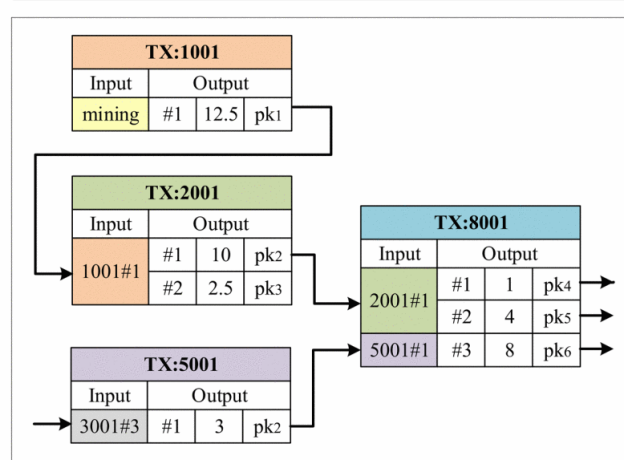 TX:1001
Input Output
mining #1 12.5 pk1
TX:2001
Input Output
1001#1
#1 10 pk2
#2 2.5 pk3
TX:5001
Input Output
3001#3 #1 3 pk2
TX:8001
Input Output
2001#1
#1 1 pk4
#2 4 pk5
5001#1 #3 8 pk6